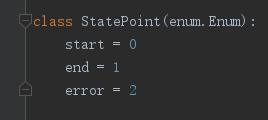 class StatePoint(enum.Enum):
    start = 0
    end = 1
    error = 2